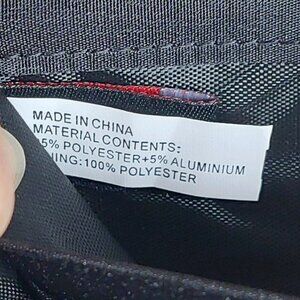 MADE IN CHINA
MATERIAL CONTENTS:
5% POLYESTER+5% ALUMINIUM
NING:100% POLYESTER